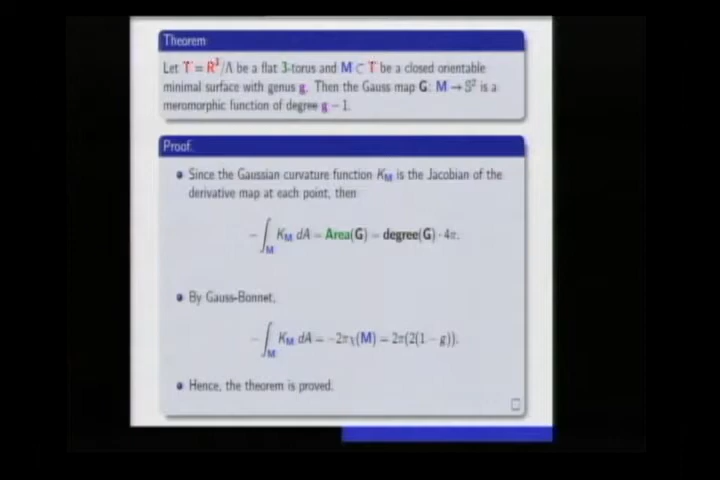 Theorem
Let T = R³/Λ be a flat 3-torus and M ⊂ T be a closed orientable
minimal surface with genus g. Then the Gauss map G: M → S² is a
meromorphic function of degree g − 1.
Proof.
• Since the Gaussian curvature function K_M is the Jacobian of the
derivative map at each point, then
− ∫_M K_M dA = Area(G) = degree(G) · 4π.
• By Gauss-Bonnet,
− ∫_M K_M dA = −2πχ(M) = 2π(2(1 − g)).
• Hence, the theorem is proved.